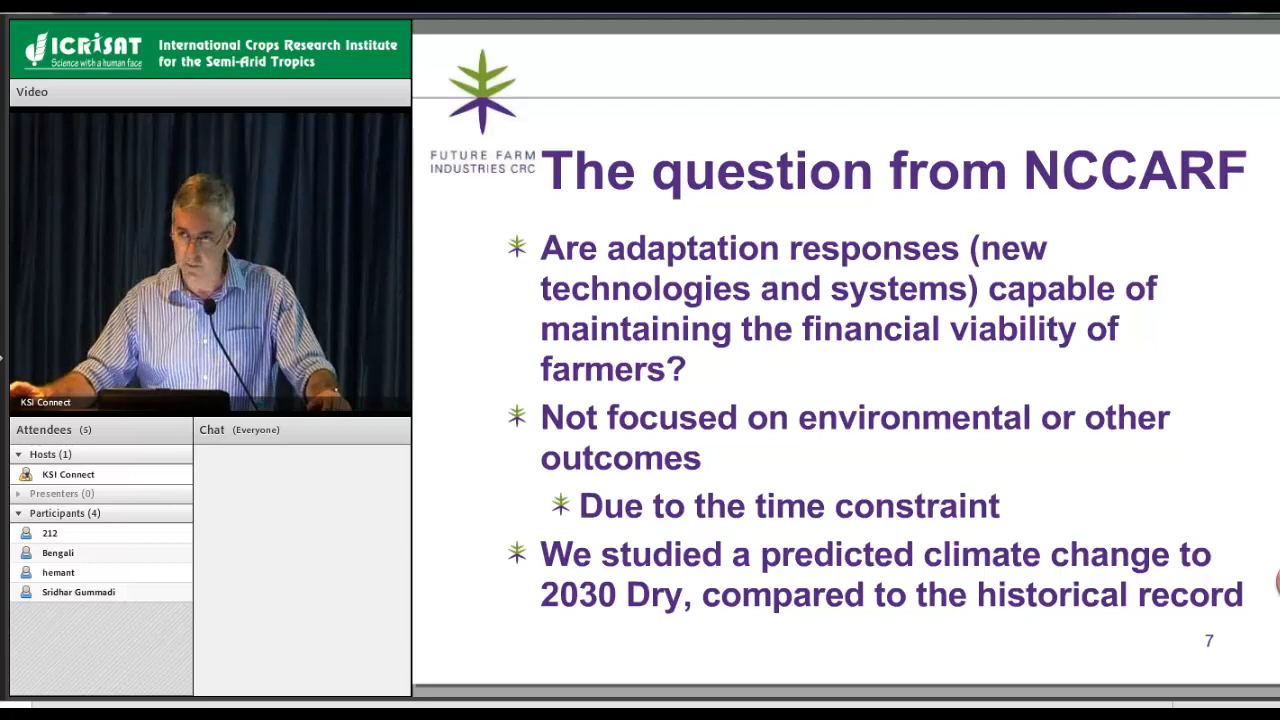 ICRISAT
Science with a human face
International Crops Research Institute
for the Semi-Arid Tropics
Video
KSI Connect
Attendees (5)
Hosts (1)
KSI Connect
Presenters (0)
Participants (4)
212
Bengali
hemant
Sridhar Gummadi
Chat (Everyone)
FUTURE FARM
INDUSTRIES CRC
The question from NCCARF
Are adaptation responses (new
technologies and systems) capable of
maintaining the financial viability of
farmers?
Not focused on environmental or other
outcomes
Due to the time constraint
We studied a predicted climate change to
2030 Dry, compared to the historical record
7